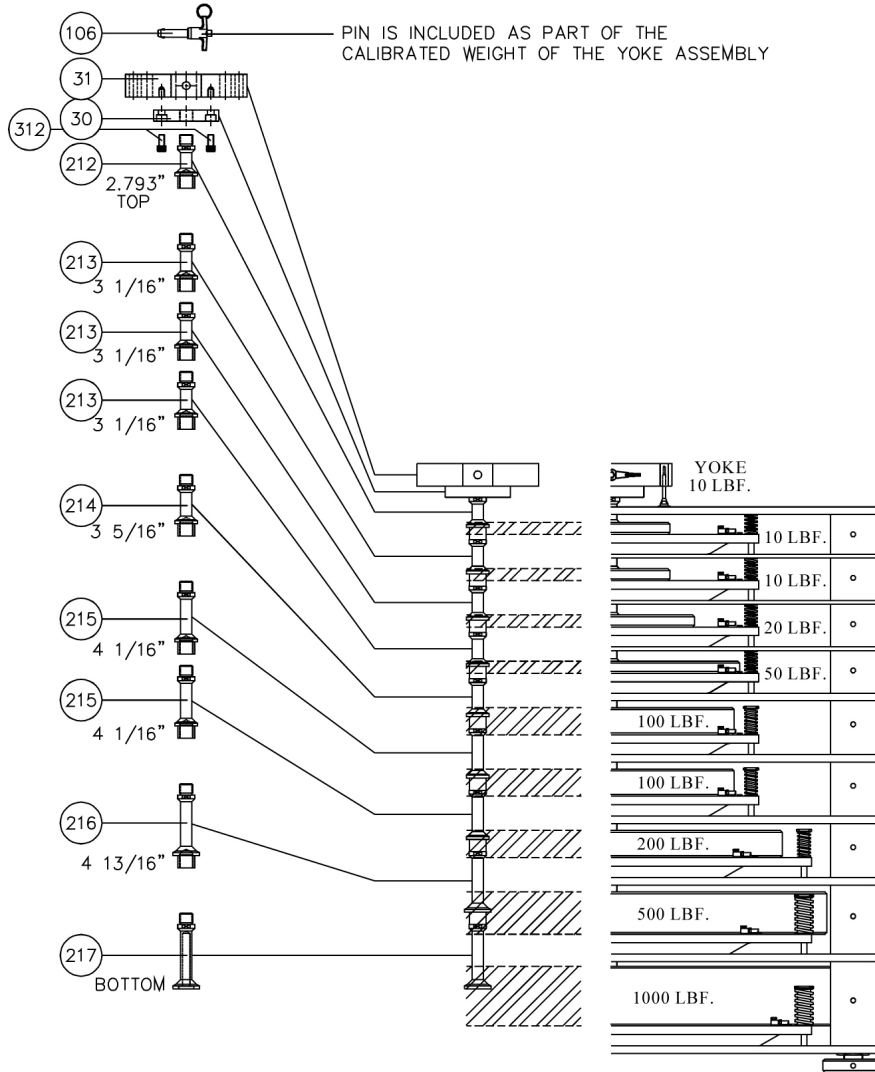 106
PIN IS INCLUDED AS PART OF THE
CALIBRATED WEIGHT OF THE YOKE ASSEMBLY
31
30
312
212
2.793"
TOP
213
3 1/16"
213
3 1/16"
213
3 1/16"
214
3 5/16"
215
4 1/16"
215
4 1/16"
216
4 13/16"
217
BOTTOM
YOKE
10 LBF.
10 LBF.
10 LBF.
20 LBF.
50 LBF.
100 LBF.
100 LBF.
200 LBF.
500 LBF.
1000 LBF.